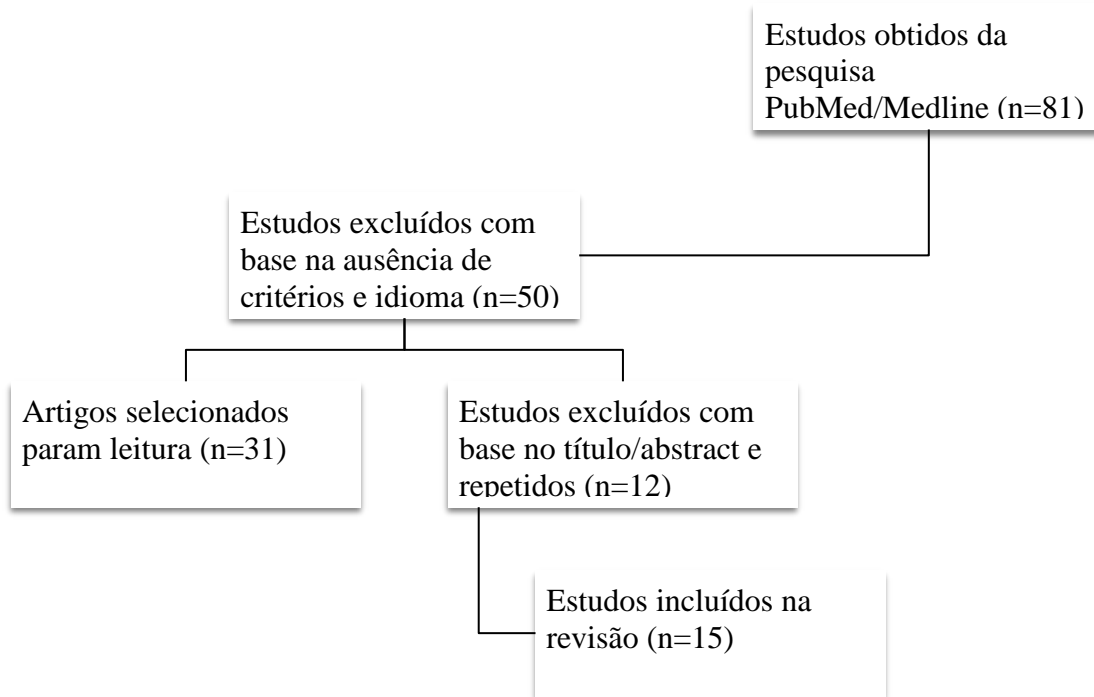 Estudos obtidos da
pesquisa
PubMed/Medline (n=81)
Estudos excluídos com
base na ausência de
critérios e idioma (n=50)
Artigos selecionados
param leitura (n=31)
Estudos excluídos com
base no título/abstract e
repetidos (n=12)
Estudos incluídos na
revisão (n=15)